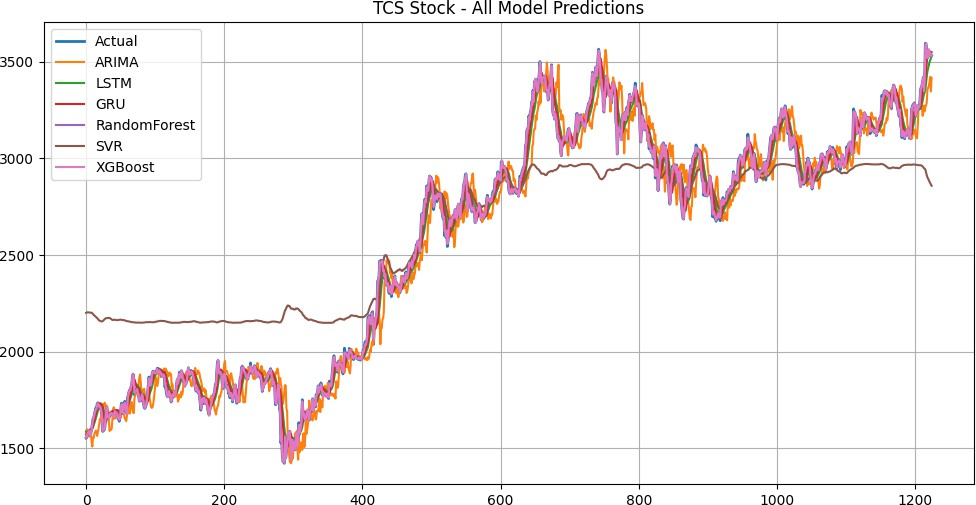 TCS Stock - All Model Predictions
Actual
ARIMA
LSTM
GRU
RandomForest
SVR
XGBoost
3500
3000
2500
2000
1500
0 200 400 600 800 1000 1200